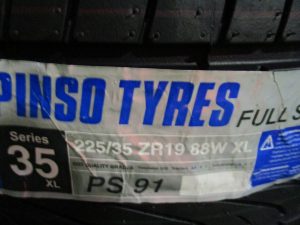 PINSO TYRES FULL S
Series
35
XL
225/35 ZR19 88W XL
PS 91